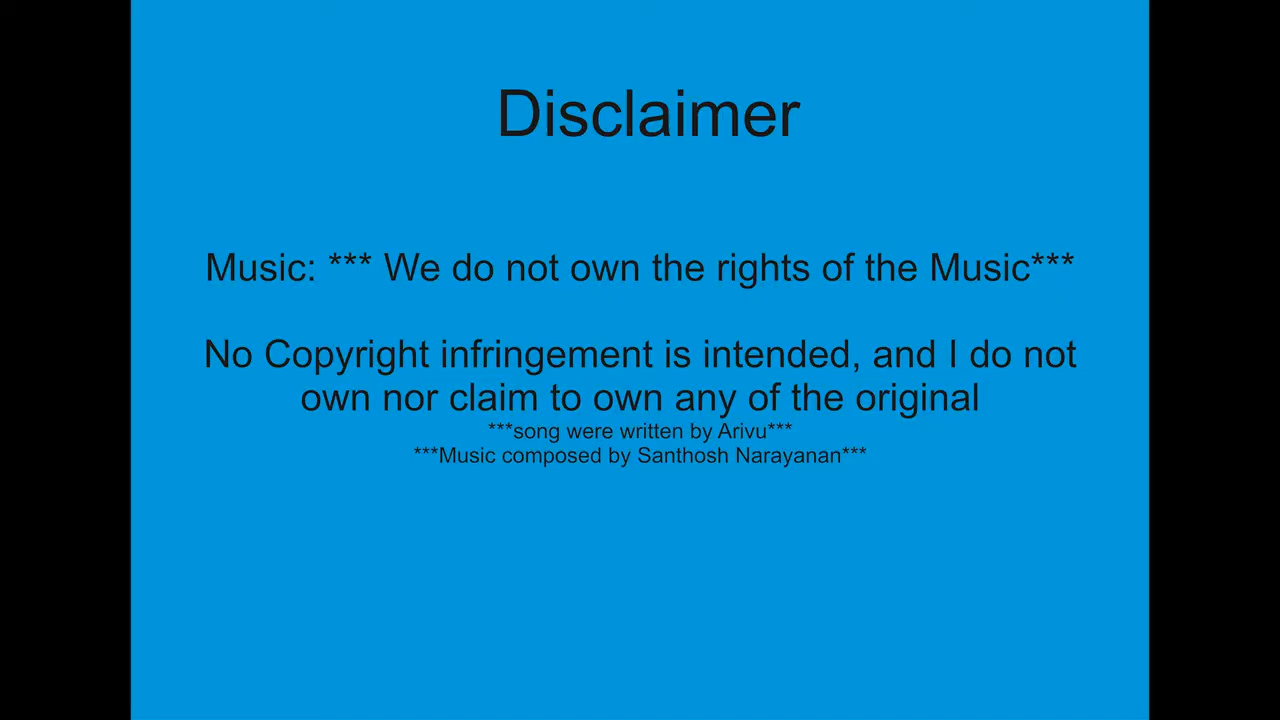 Disclaimer
Music: *** We do not own the rights of the Music***
No Copyright infringement is intended, and I do not
own nor claim to own any of the original
***song were written by Arivu***
***Music composed by Santhosh Narayanan***